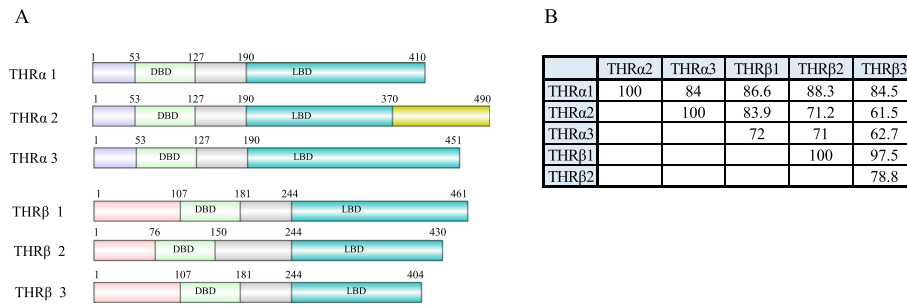 A
1 53 127 190 410
THRα 1 DBD LBD
1 53 127 190 370 490
THRα 2 DBD LBD
1 53 127 190 451
THRα 3 DBD LBD
1 107 181 244 461
THRβ 1 DBD LBD
1 76 150 244 430
THRβ 2 DBD LBD
1 107 181 244 404
THRβ 3 DBD LBD
B
THRα2 THRα3 THRβ1 THRβ2 THRβ3
THRα1 100 84 86.6 88.3 84.5
THRα2 100 83.9 71.2 61.5
THRα3 72 71 62.7
THRβ1 100 97.5
THRβ2 78.8